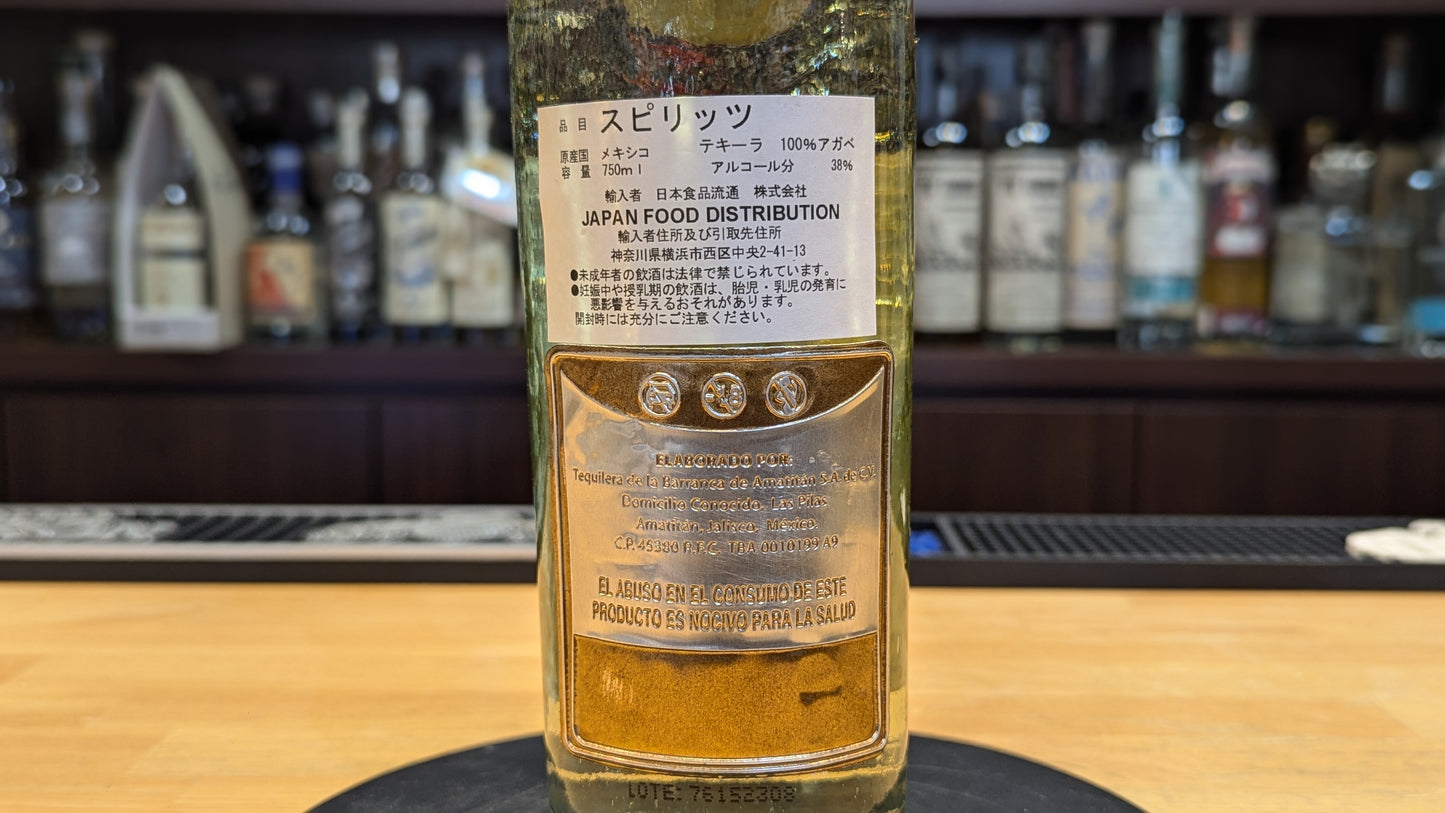 品目 スピリッツ
原産国 メキシコ テキーラ 100%アガベ
容量 750ml アルコール分 38%
輸入者 日本食品流通 株式会社
JAPAN FOOD DISTRIBUTION
輸入者住所及び引取先住所
神奈川県横浜市西区中央2-41-13
●未成年者の飲酒は法律で禁じられています。
●妊娠中や授乳期の飲酒は、胎児・乳児の発育に
悪影響を与えるおそれがあります。
開封時には充分にご注意ください。
ELABORADO POR:
Tequilera de la Barranca de Amatitán S.A. de C.V.
Domicilio Conocido, Las Pilas
Amatitán, Jalisco, México.
C.P. 45380 R.F.C. TBA 0010199 A9
EL ABUSO EN EL CONSUMO DE ESTE
PRODUCTO ES NOCIVO PARA LA SALUD
LOTE: 76152308